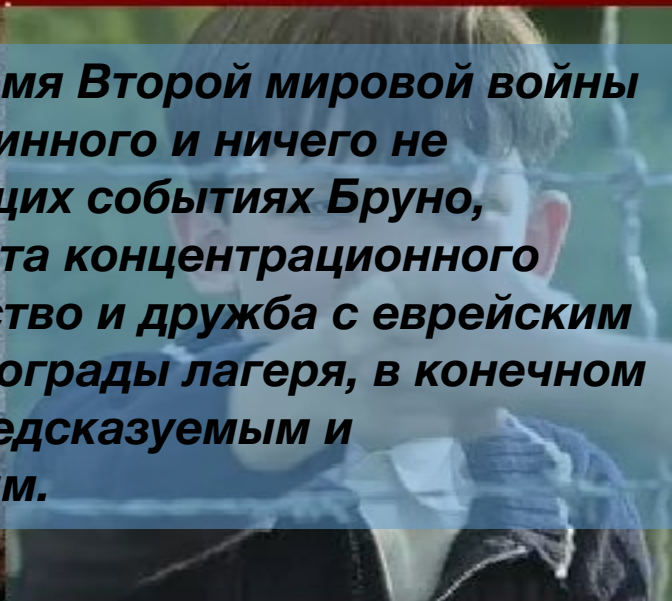 мя Второй мировой войны
инного и ничего не
щих событиях Бруно,
та концентрационного
ство и дружба с еврейским
ограды лагеря, в конечном
едсказуемым и
м.